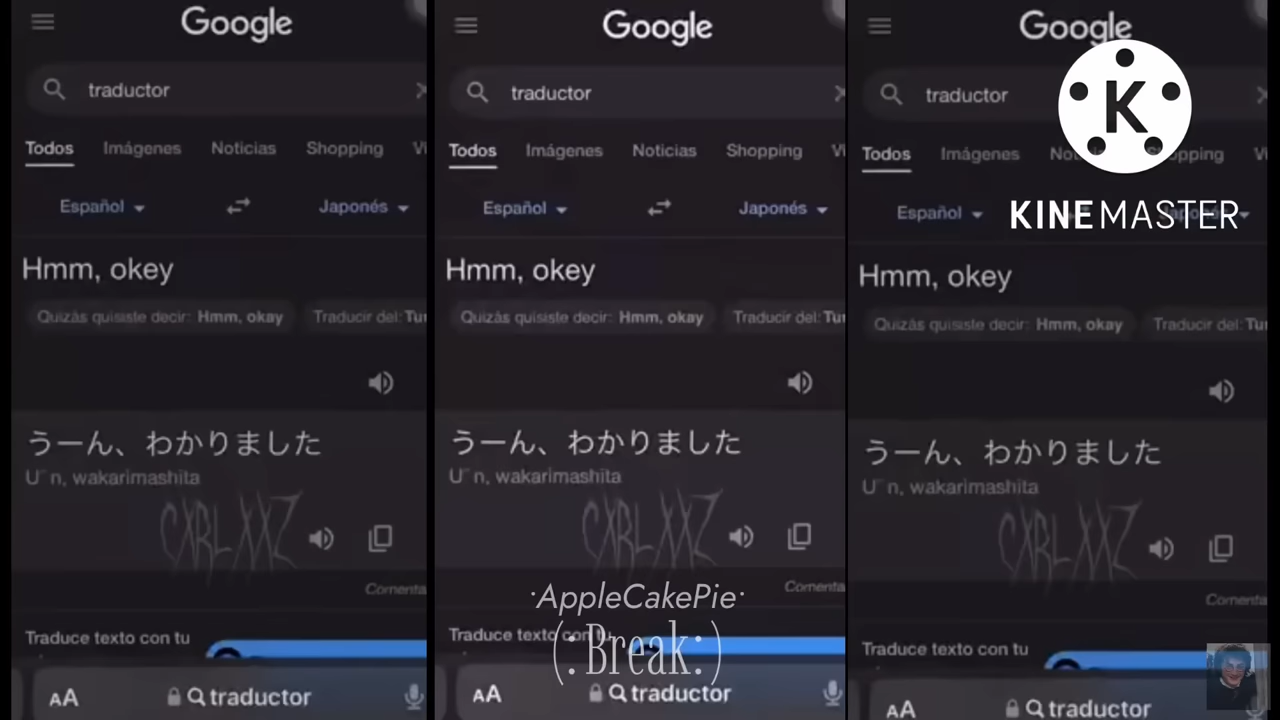 Google
traductor
Todos Imágenes Noticias Shopping
Español Japonés
Hmm, okey
Quizás quisiste decir: Hmm, okay Traducir del:
うーん、わかりました
Ū n, wakarimashita
CXRLXXZ
Comenta
Traduce texto con tu
AA traductor
Google
traductor
Todos Imágenes Noticias Shopping
Español Japonés
Hmm, okey
Quizás quisiste decir: Hmm, okay Traducir del:
うーん、わかりました
Ū n, wakarimashita
CXRLXXZ
Comenta
·AppleCakePie·
Traduce texto con tu
(:Break:)
AA traductor
Google
traductor
Todos Imágenes Shopping
Español
Hmm, okey
Quizás quisiste decir: Hmm, okay Traducir del:
うーん、わかりました
Ū n, wakarimashita
CXRLXXZ
Comenta
Traduce texto con tu
AA traductor
K
KINEMASTER